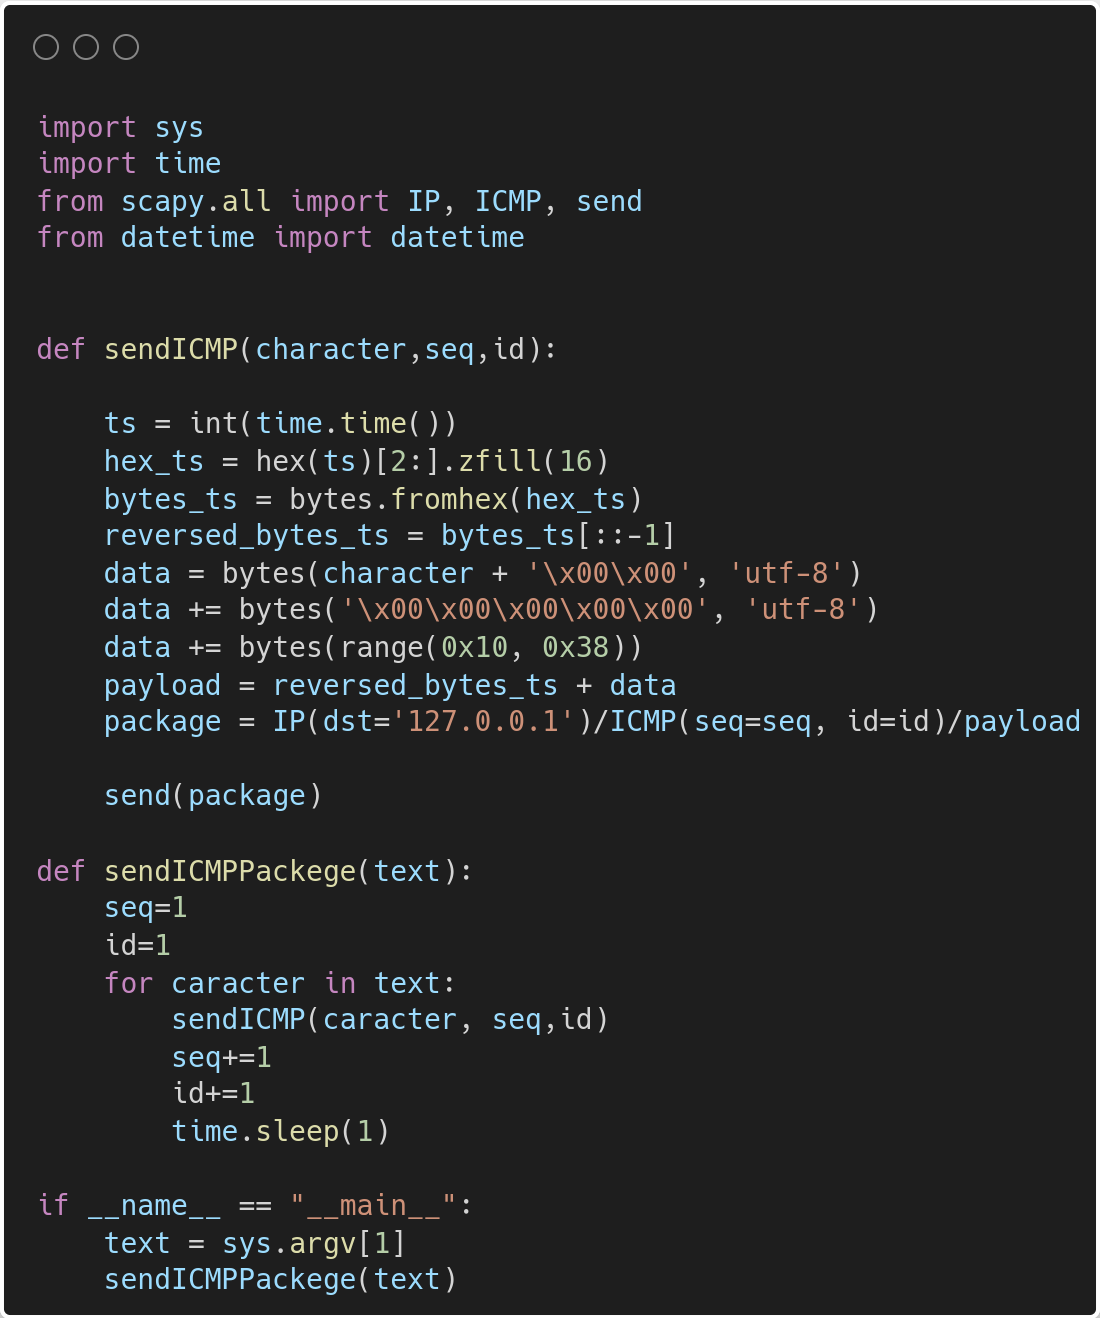 import sys
import time
from scapy.all import IP, ICMP, send
from datetime import datetime
def sendICMP(character,seq,id):
    ts = int(time.time())
    hex_ts = hex(ts)[2:].zfill(16)
    bytes_ts = bytes.fromhex(hex_ts)
    reversed_bytes_ts = bytes_ts[::-1]
    data = bytes(character + '\x00\x00', 'utf-8')
    data += bytes('\x00\x00\x00\x00\x00', 'utf-8')
    data += bytes(range(0x10, 0x38))
    payload = reversed_bytes_ts + data
    package = IP(dst='127.0.0.1')/ICMP(seq=seq, id=id)/payload
    send(package)
def sendICMPPackege(text):
    seq=1
    id=1
    for caracter in text:
        sendICMP(caracter, seq,id)
        seq+=1
        id+=1
        time.sleep(1)
if __name__ == "__main__":
    text = sys.argv[1]
    sendICMPPackege(text)